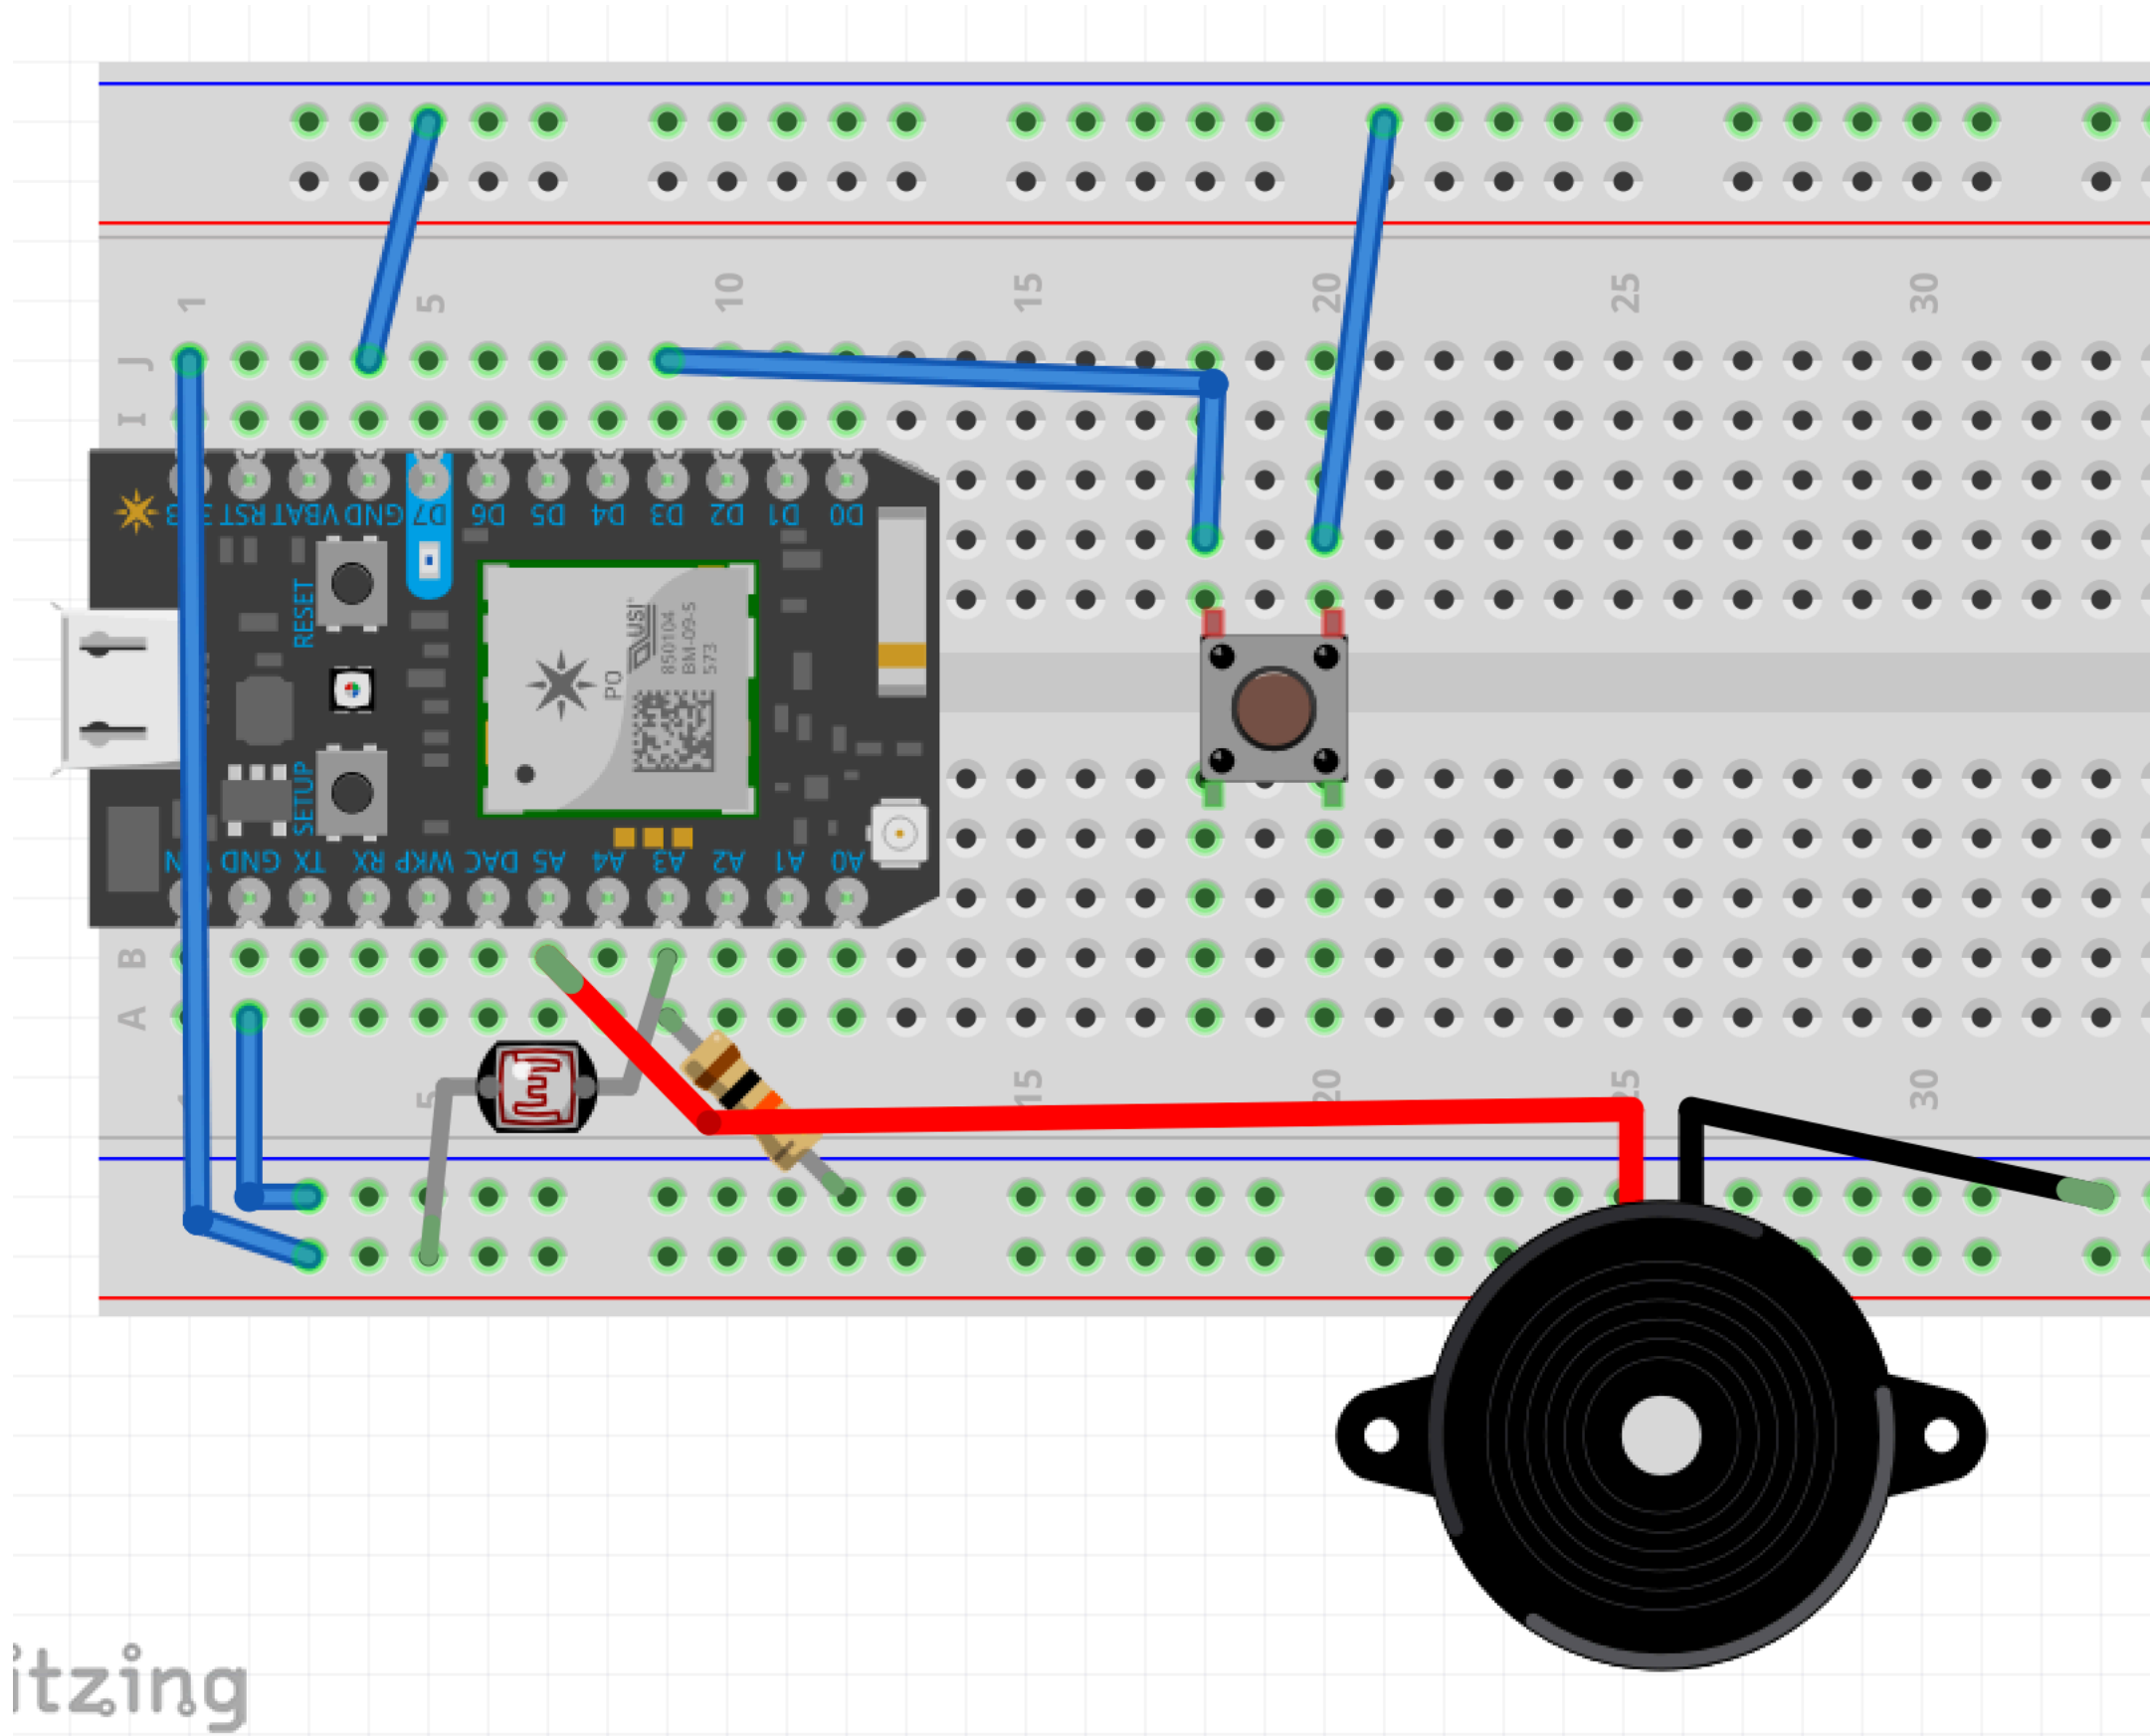 1 5 10 15 20 25 30
J
I
3V3 RST VBAT GND D7 D6 D5 D4 D3 D2 D1 D0
RESET
USI
850104
BM-09-S
573
P0
SETUP
GND TX RX WKP DAC A5 A4 A3 A2 A1 A0
B
A
5 15 20 25 30
itzing